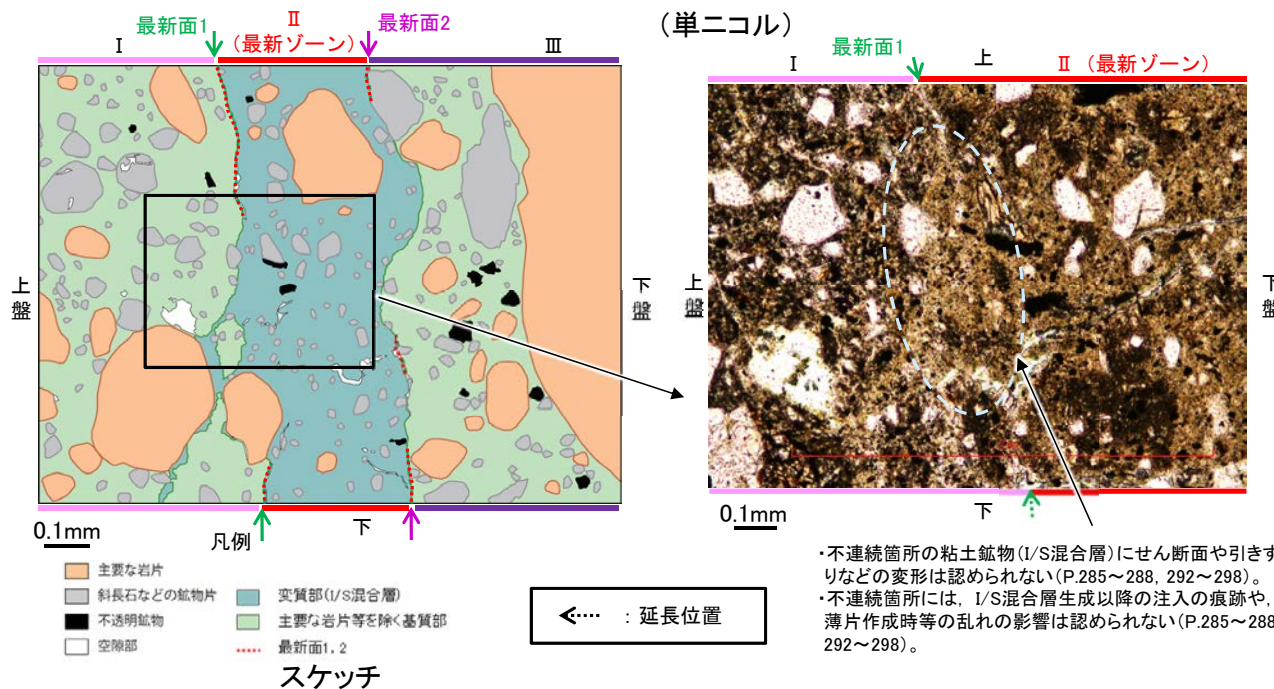 (単ニコル)
最新面1
Ⅱ
(最新ゾーン)
最新面2
Ⅰ
Ⅲ
上盤
下盤
0.1mm
凡例
下
主要な岩片
斜長石などの鉱物片
不透明鉱物
空隙部
変質部(I/S混合層)
主要な岩片等を除く基質部
最新面1, 2
スケッチ
: 延長位置
最新面1
Ⅰ
上
Ⅱ (最新ゾーン)
上盤
下盤
0.1mm
下
・不連続箇所の粘土鉱物(I/S混合層)にせん断面や引きず
りなどの変形は認められない(P.285~288, 292~298)。
・不連続箇所には, I/S混合層生成以降の注入の痕跡や,
薄片作成時等の乱れの影響は認められない(P.285~288
292~298)。